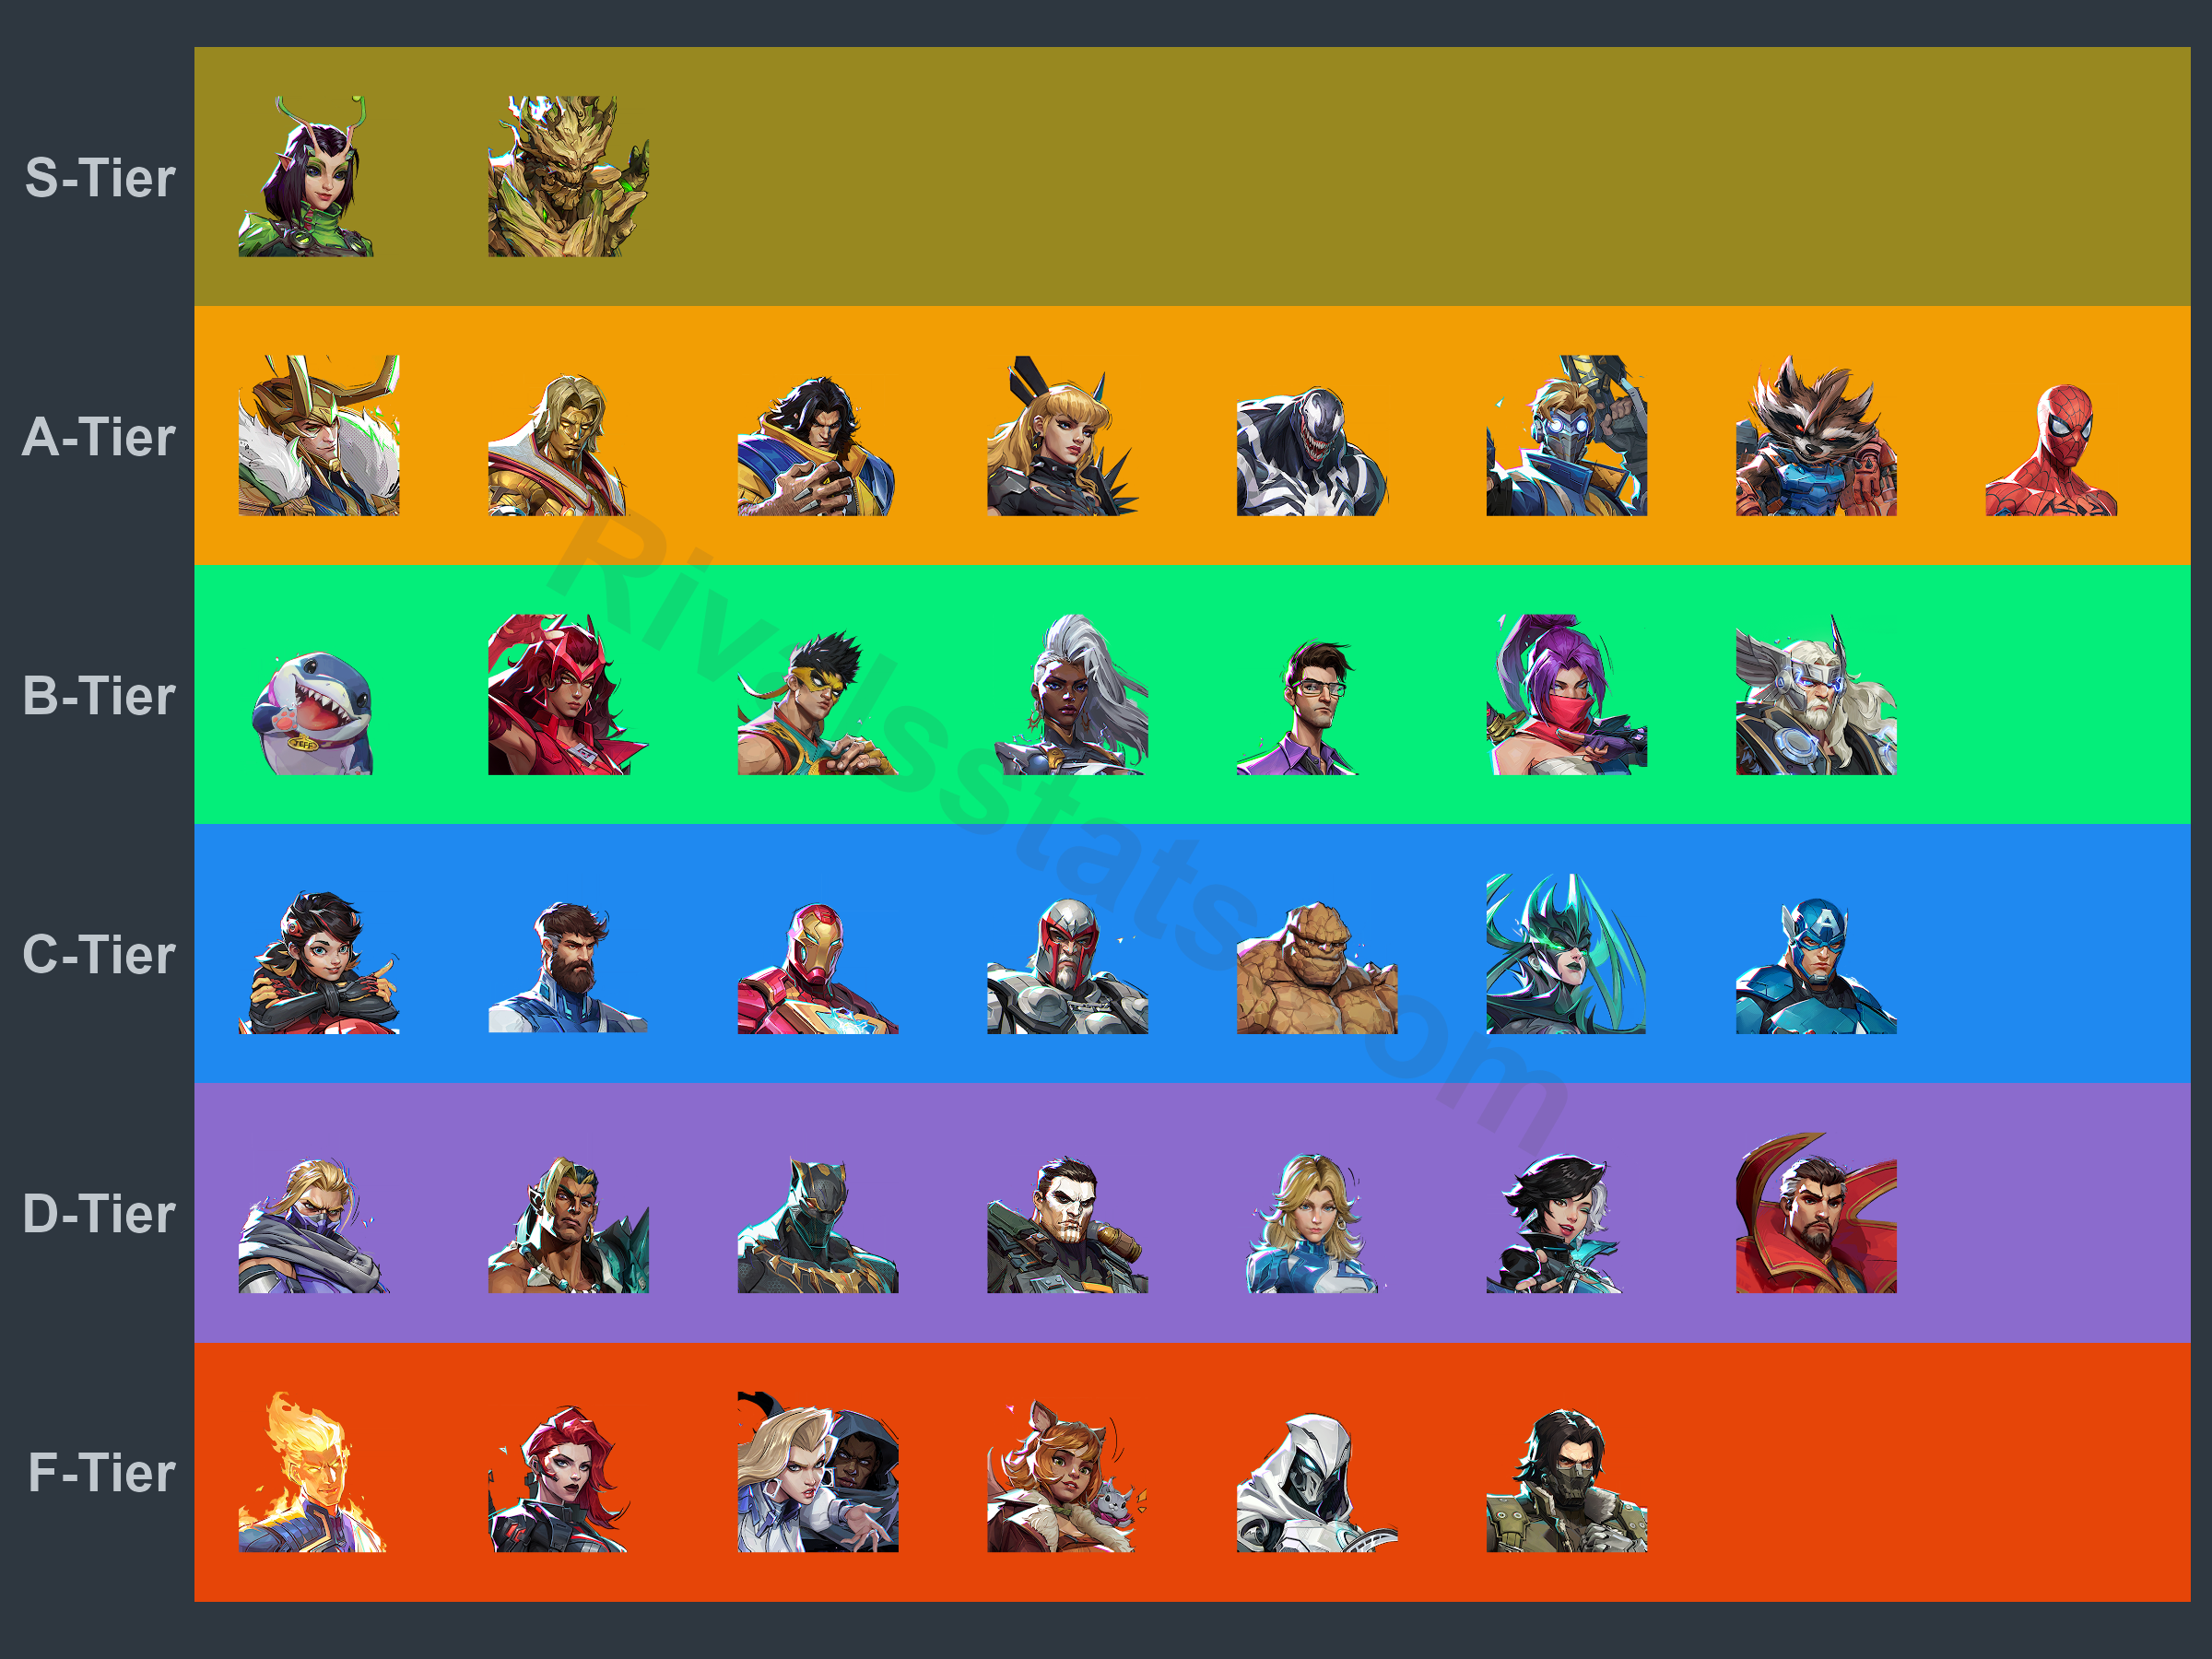 S-Tier
A-Tier
B-Tier
C-Tier
D-Tier
F-Tier
Rivalsstats.com
JEFF
A